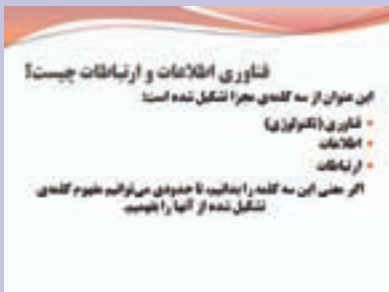 فناوری اطلاعات و ارتباطات چیست؟
این عنوان از سه کلمه‌ی مجزا تشکیل شده است:
• فناوری (تکنولوژی)
• اطلاعات
• ارتباطات
اگر معنی این سه کلمه را بدانیم، تا حدودی می‌توانیم مفهوم کلمه‌ی
تشکیل شده از آنها را بفهمیم.